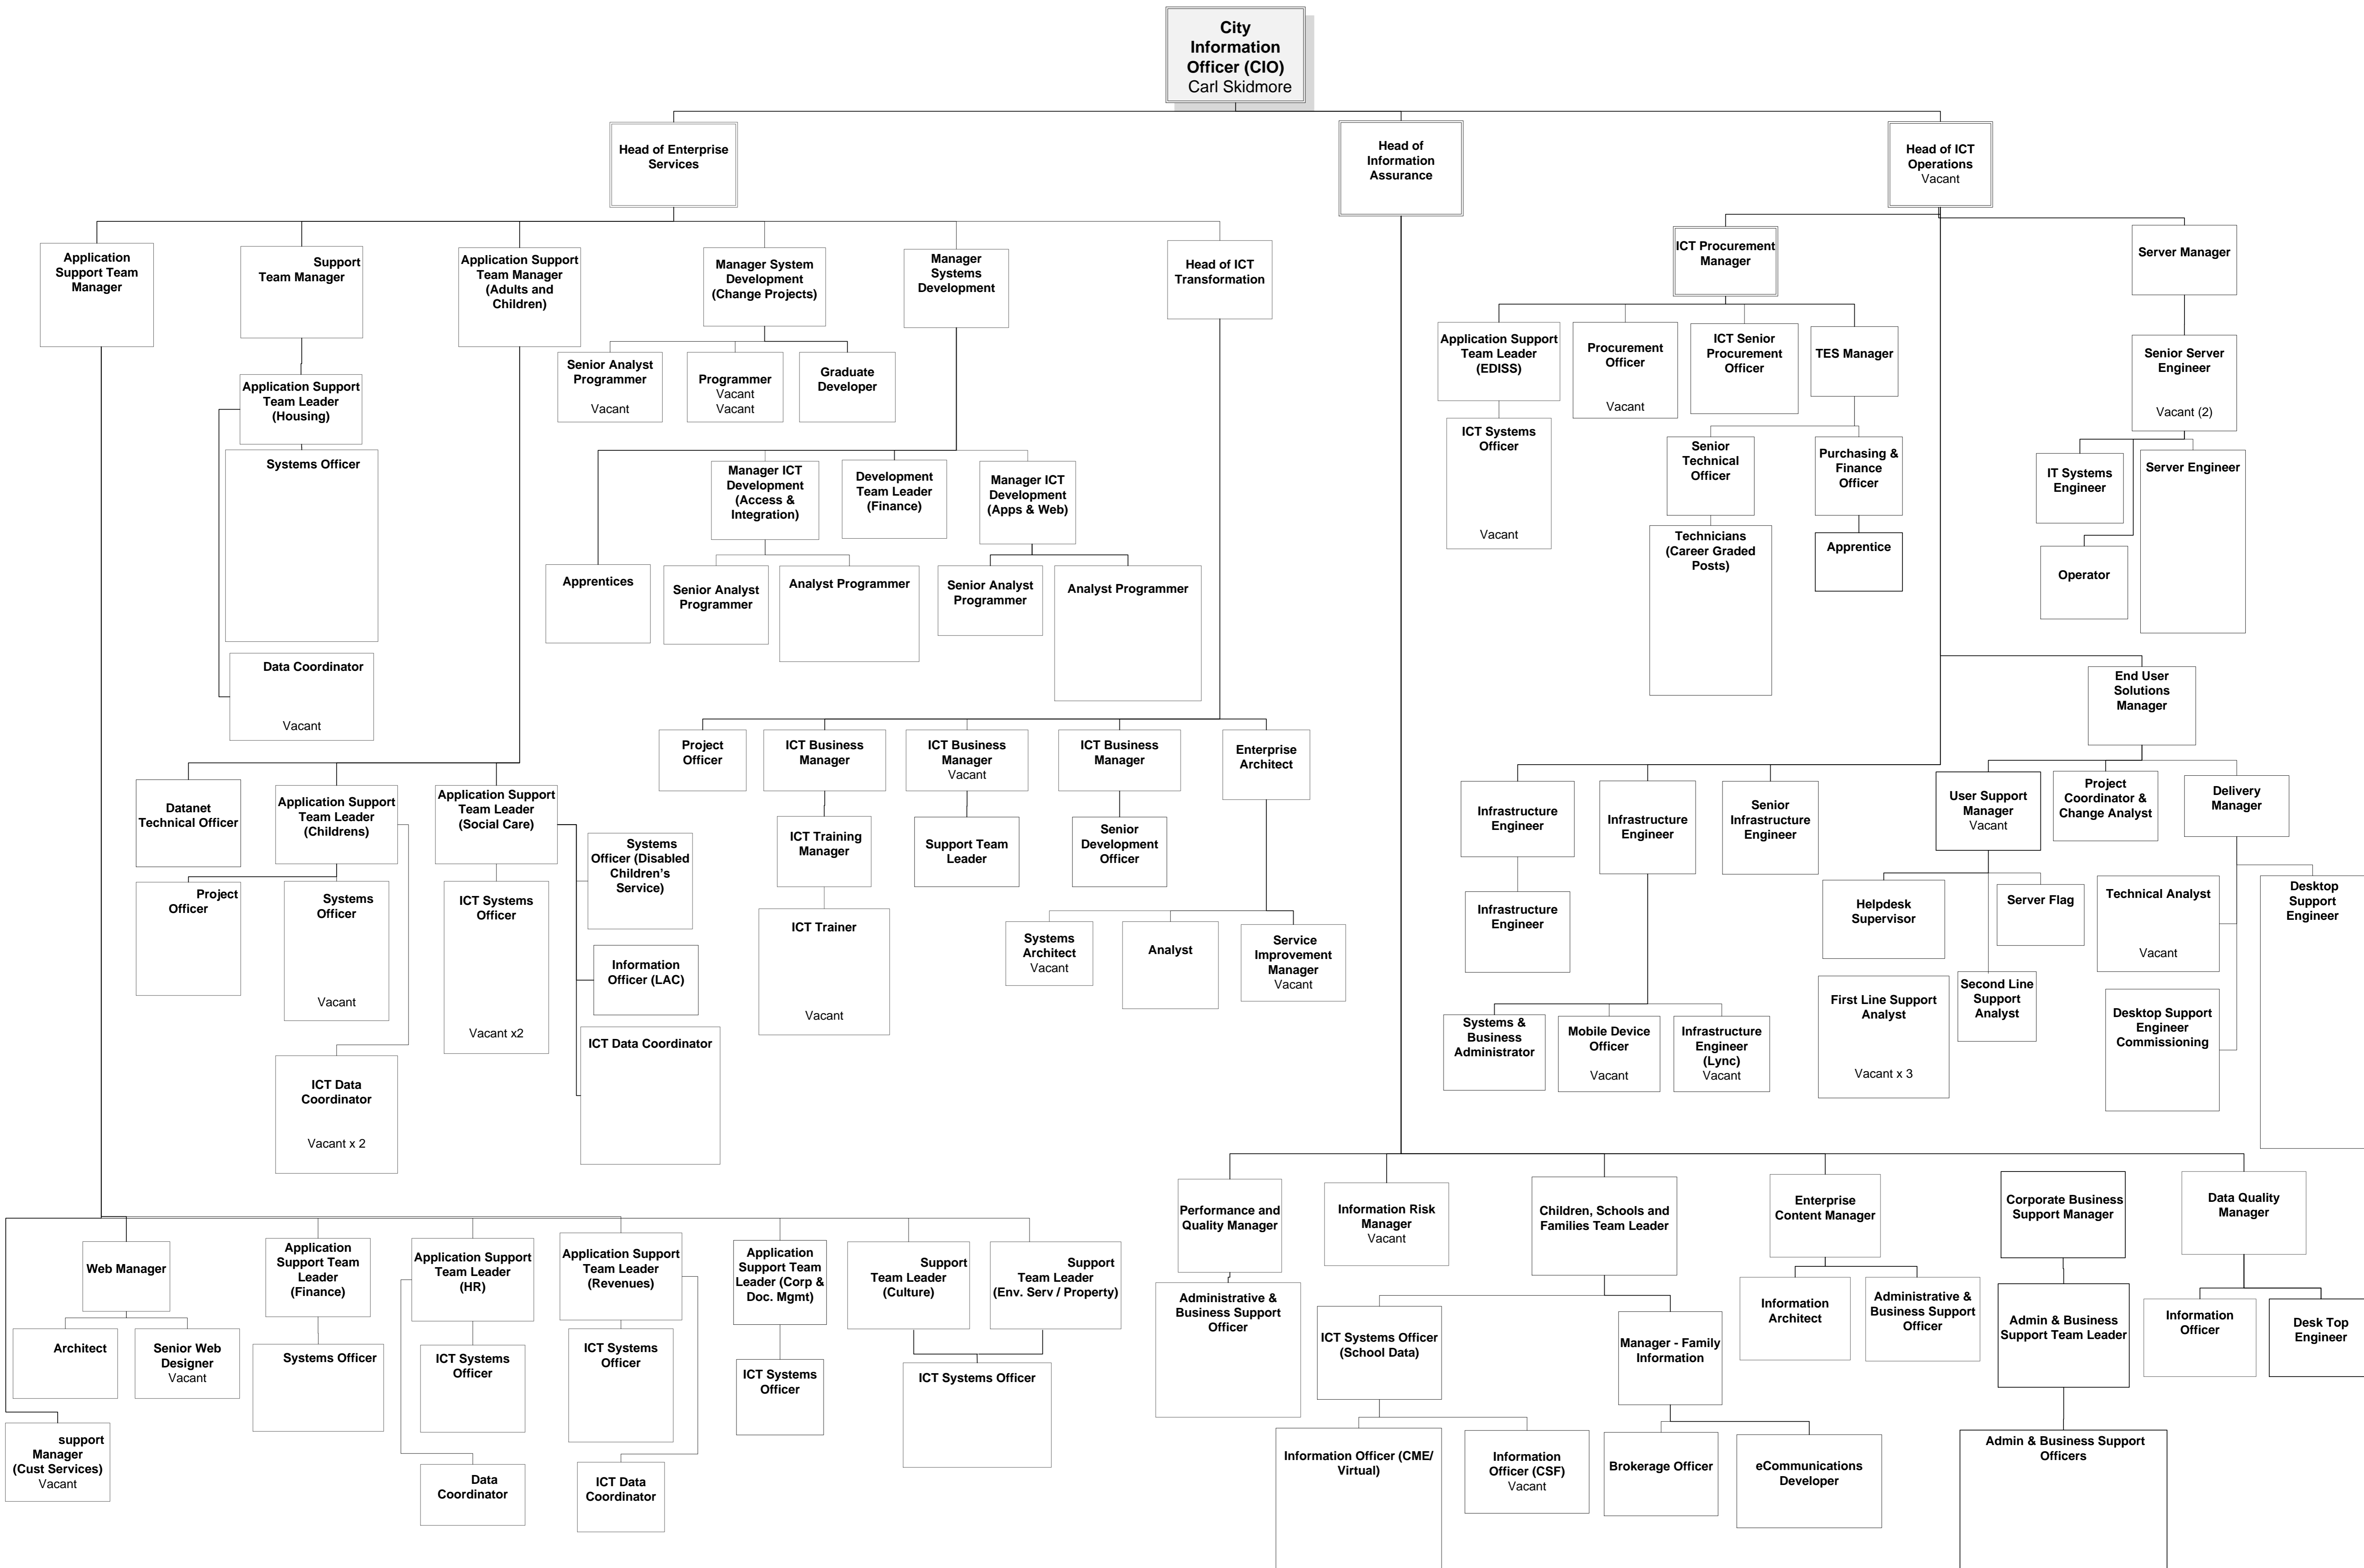 City
Information
Officer (CIO)
Carl Skidmore
Head of Enterprise
Services
Head of
Information
Assurance
Head of ICT
Operations
Vacant
Application
Support Team
Manager
Support
Team Manager
Application Support
Team Manager
(Adults and
Children)
Manager System
Development
(Change Projects)
Manager
Systems
Development
Head of ICT
Transformation
ICT Procurement
Manager
Server Manager
Application Support
Team Leader
(Housing)
Systems Officer
Data Coordinator
Vacant
Senior Analyst
Programmer
Vacant
Programmer
Vacant
Vacant
Graduate
Developer
Apprentices
Manager ICT
Development
(Access &
Integration)
Development
Team Leader
(Finance)
Manager ICT
Development
(Apps & Web)
Senior Analyst
Programmer
Analyst Programmer
Senior Analyst
Programmer
Analyst Programmer
Application Support
Team Leader
(EDISS)
Procurement
Officer
Vacant
ICT Senior
Procurement
Officer
TES Manager
ICT Systems
Officer
Vacant
Senior
Technical
Officer
Purchasing &
Finance
Officer
Technicians
(Career Graded
Posts)
Apprentice
Senior Server
Engineer
Vacant (2)
IT Systems
Engineer
Server Engineer
Operator
End User
Solutions
Manager
Project
Officer
ICT Business
Manager
ICT Business
Manager
Vacant
ICT Business
Manager
Enterprise
Architect
ICT Training
Manager
Support Team
Leader
Senior
Development
Officer
ICT Trainer
Vacant
Systems
Architect
Vacant
Analyst
Service
Improvement
Manager
Vacant
Datanet
Technical Officer
Application Support
Team Leader
(Childrens)
Application Support
Team Leader
(Social Care)
Project
Officer
Systems
Officer
Vacant
ICT Systems
Officer
Vacant x2
Systems
Officer (Disabled
Children's
Service)
Information
Officer (LAC)
ICT Data Coordinator
ICT Data
Coordinator
Vacant x 2
Infrastructure
Engineer
Infrastructure
Engineer
Senior
Infrastructure
Engineer
Infrastructure
Engineer
Systems &
Business
Administrator
Mobile Device
Officer
Vacant
Infrastructure
Engineer
(Lync)
Vacant
User Support
Manager
Vacant
Project
Coordinator &
Change Analyst
Delivery
Manager
Helpdesk
Supervisor
Server Flag
Technical Analyst
Vacant
Desktop
Support
Engineer
First Line Support
Analyst
Vacant x 3
Second Line
Support
Analyst
Desktop Support
Engineer
Commissioning
Performance and
Quality Manager
Information Risk
Manager
Vacant
Children, Schools and
Families Team Leader
Enterprise
Content Manager
Corporate Business
Support Manager
Data Quality
Manager
Administrative &
Business Support
Officer
ICT Systems Officer
(School Data)
Manager - Family
Information
Information
Architect
Administrative &
Business Support
Officer
Admin & Business
Support Team Leader
Information
Officer
Desk Top
Engineer
Information Officer (CME/
Virtual)
Information
Officer (CSF)
Vacant
Brokerage Officer
eCommunications
Developer
Admin & Business Support
Officers
Web Manager
Application
Support Team
Leader
(Finance)
Application Support
Team Leader
(HR)
Application Support
Team Leader
(Revenues)
Application
Support Team
Leader (Corp &
Doc. Mgmt)
Support
Team Leader
(Culture)
Support
Team Leader
(Env. Serv / Property)
Architect
Senior Web
Designer
Vacant
Systems Officer
ICT Systems
Officer
ICT Systems
Officer
ICT Systems
Officer
ICT Systems Officer
support
Manager
(Cust Services)
Vacant
Data
Coordinator
ICT Data
Coordinator